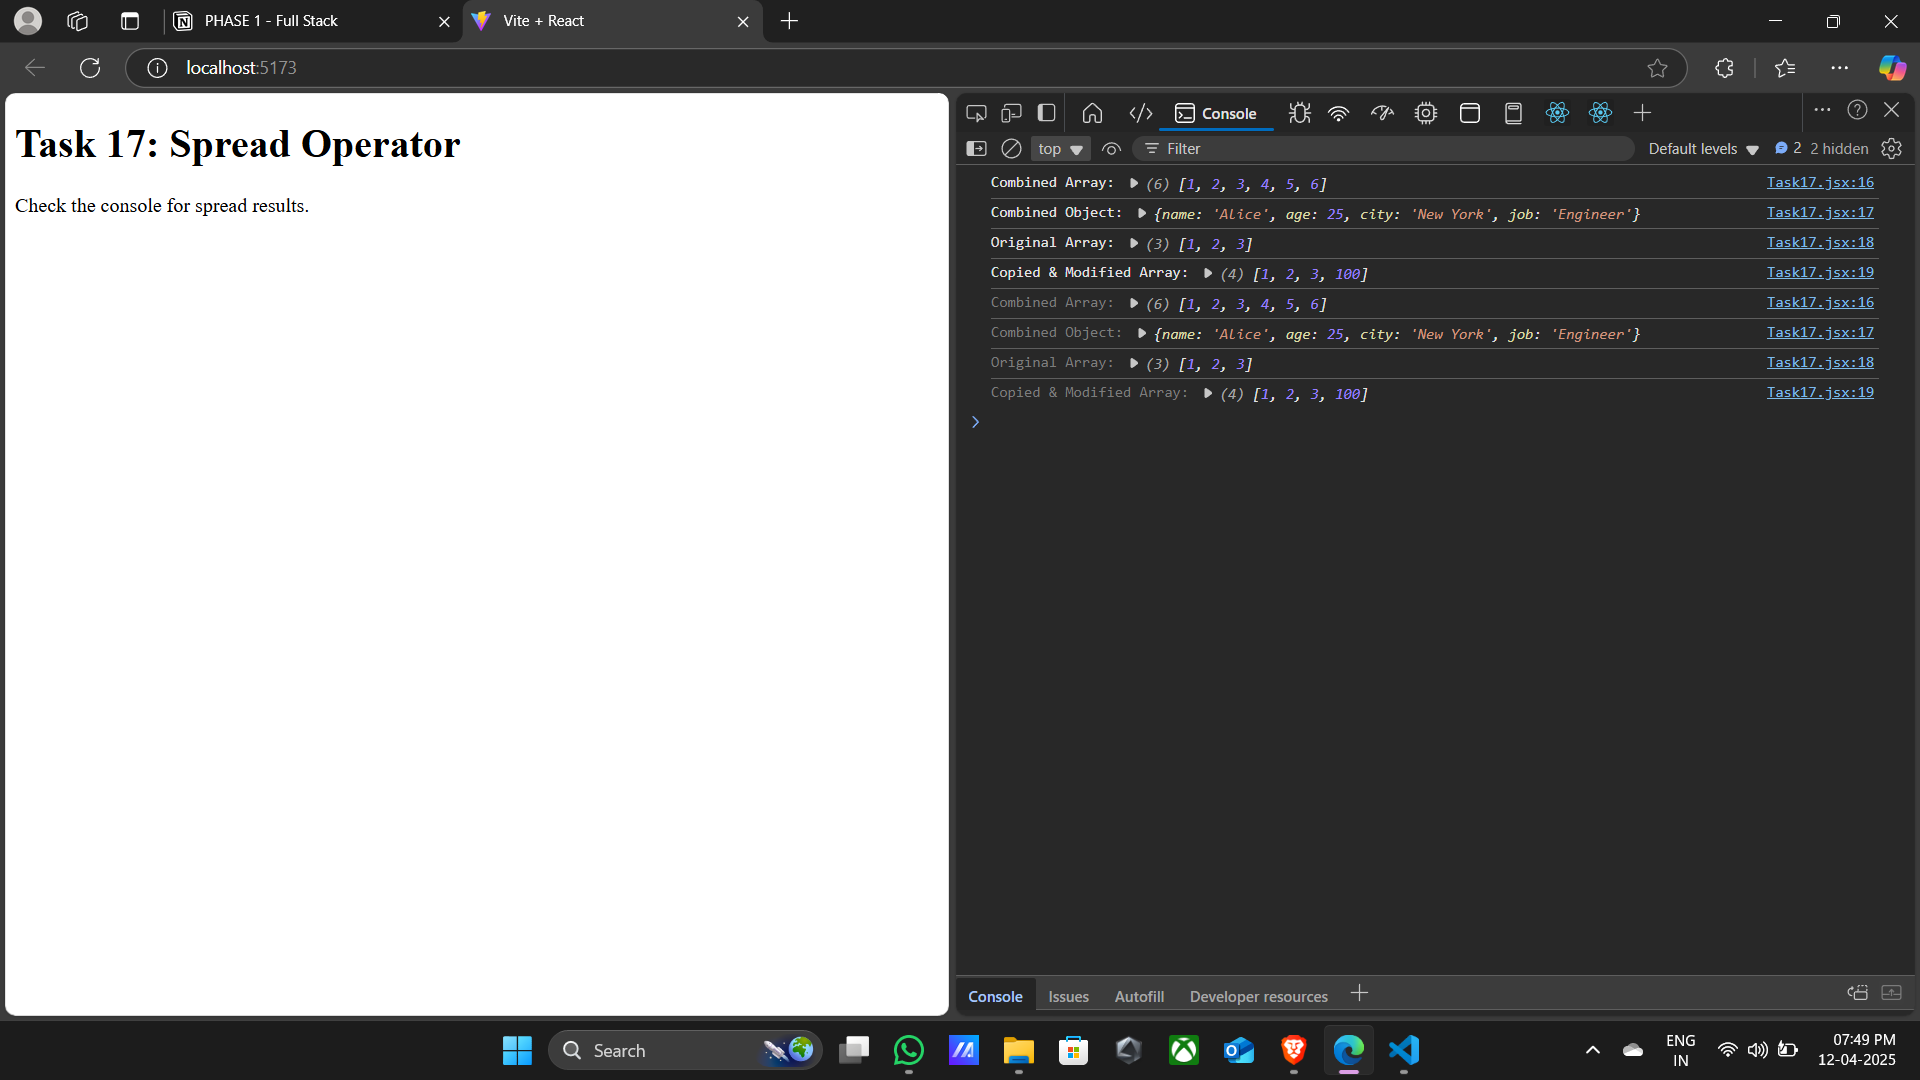 PHASE 1 - Full Stack
Vite + React
localhost:5173
Task 17: Spread Operator
Check the console for spread results.
Console
top
Filter
Default levels
2
2 hidden
Combined Array: (6) [1, 2, 3, 4, 5, 6] Task17.jsx:16
Combined Object: {name: 'Alice', age: 25, city: 'New York', job: 'Engineer'} Task17.jsx:17
Original Array: (3) [1, 2, 3] Task17.jsx:18
Copied & Modified Array: (4) [1, 2, 3, 100] Task17.jsx:19
Combined Array: (6) [1, 2, 3, 4, 5, 6] Task17.jsx:16
Combined Object: {name: 'Alice', age: 25, city: 'New York', job: 'Engineer'} Task17.jsx:17
Original Array: (3) [1, 2, 3] Task17.jsx:18
Copied & Modified Array: (4) [1, 2, 3, 100] Task17.jsx:19
Console Issues Autofill Developer resources
Search
ENG
IN
07:49 PM
12-04-2025